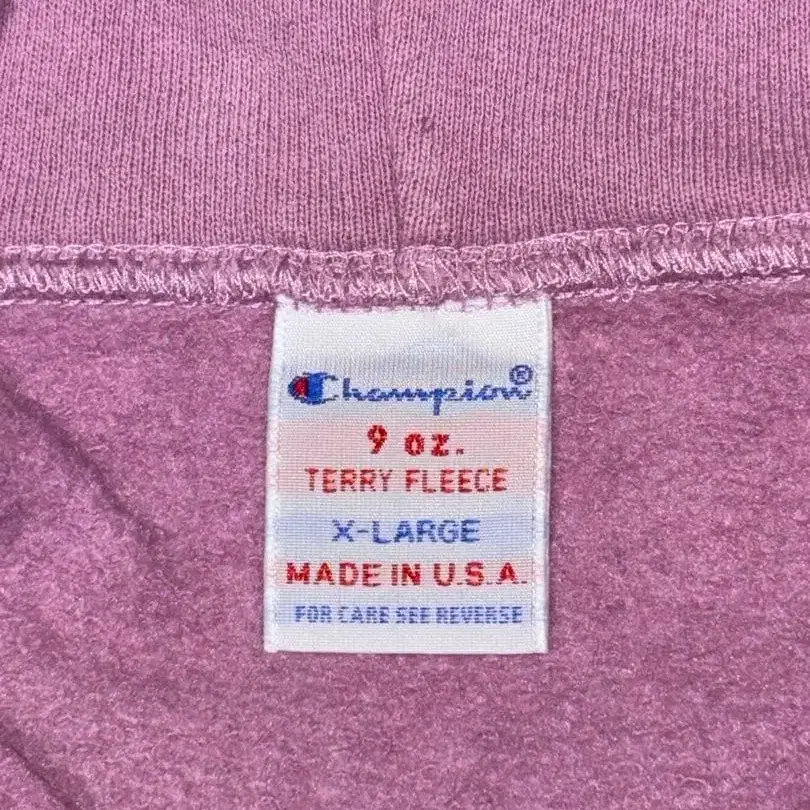 Champion®
9 oz.
TERRY FLEECE
X-LARGE
MADE IN U.S.A.
FOR CARE SEE REVERSE